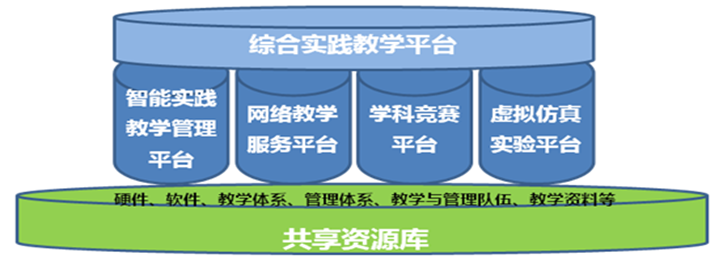 综合实践教学平台
智能实践
教学管理
平台
网络教学
服务平台
学科竞赛
平台
虚拟仿真
实验平台
硬件、软件、教学体系、管理体系、教学与管理队伍、教学资料等
共享资源库